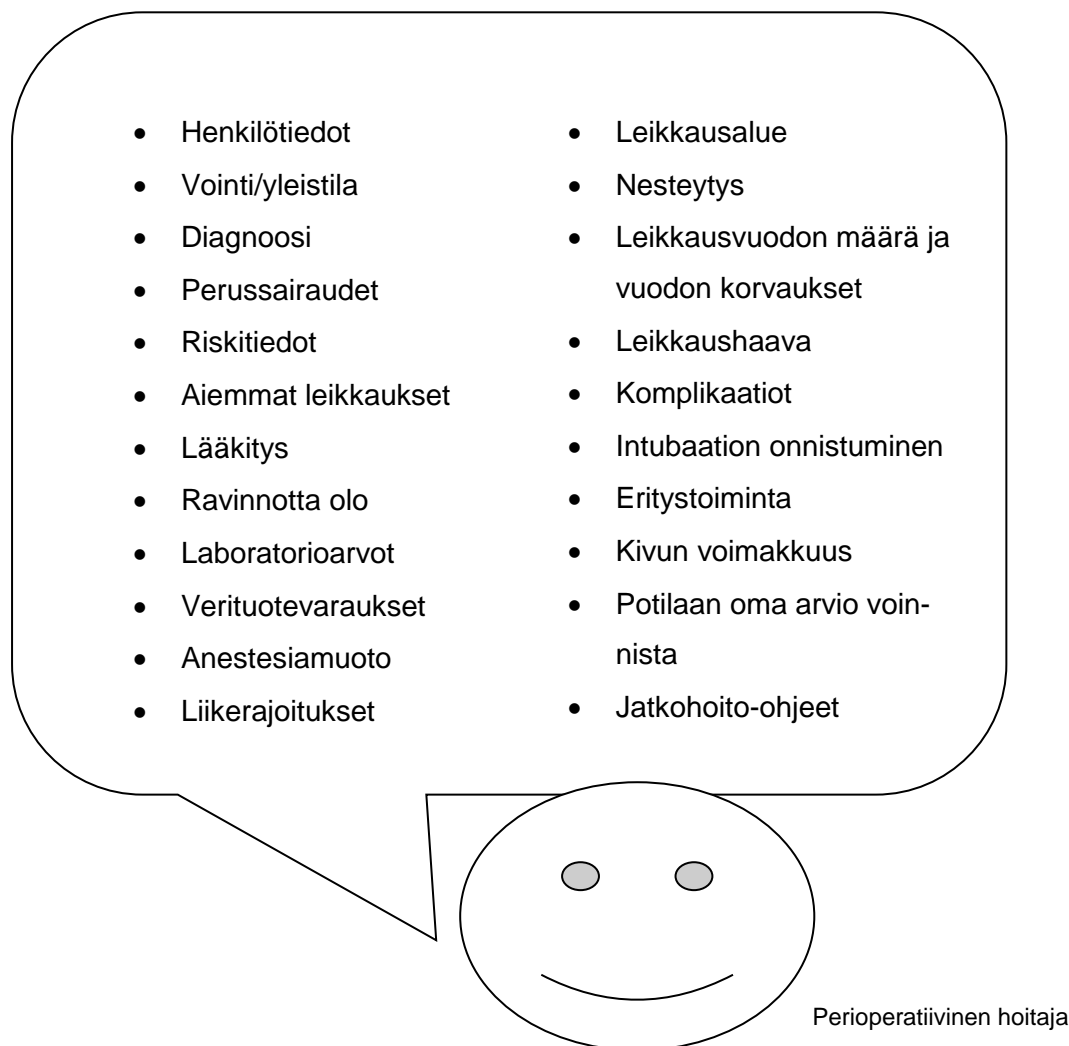 • Henkilötiedot
• Vointi/yleistila
• Diagnoosi
• Perussairaudet
• Riskitiedot
• Aiemmat leikkaukset
• Lääkitys
• Ravinnotta olo
• Laboratorioarvot
• Verituotevaraukset
• Anestesiamuoto
• Liikerajoitukset
• Leikkausalue
• Nesteytys
• Leikkausvuodon määrä ja
vuodon korvaukset
• Leikkaushaava
• Komplikaatiot
• Intubaation onnistuminen
• Eritystoiminta
• Kivun voimakkuus
• Potilaan oma arvio voin-
nista
• Jatkohoito-ohjeet
Perioperatiivinen hoitaja